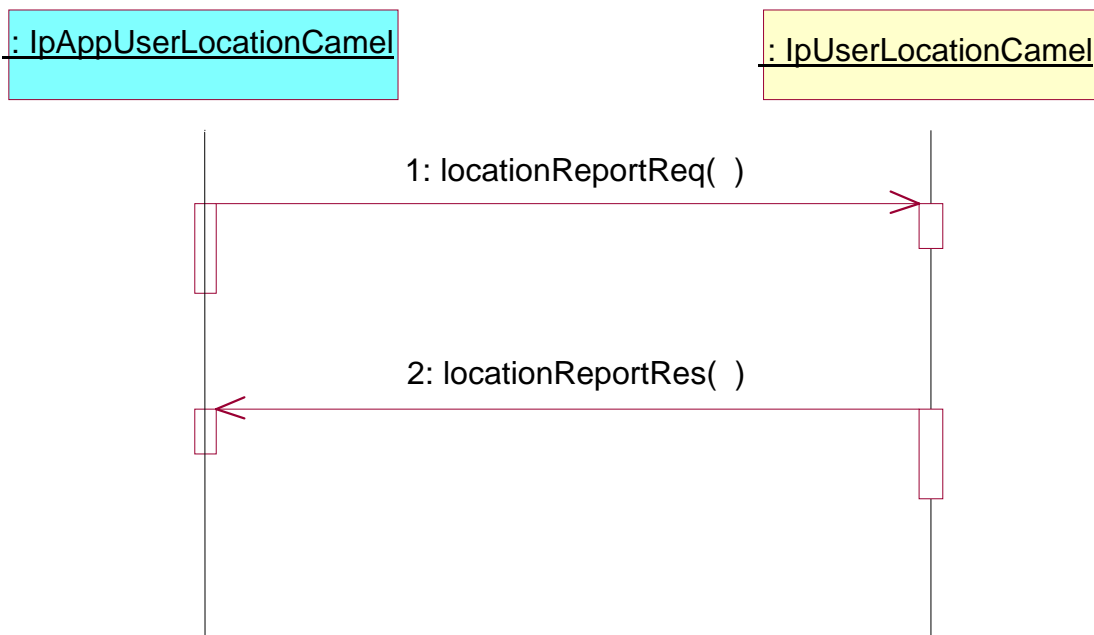 : IpAppUserLocationCamel
: IpUserLocationCamel
1: locationReportReq(  )
2: locationReportRes(  )